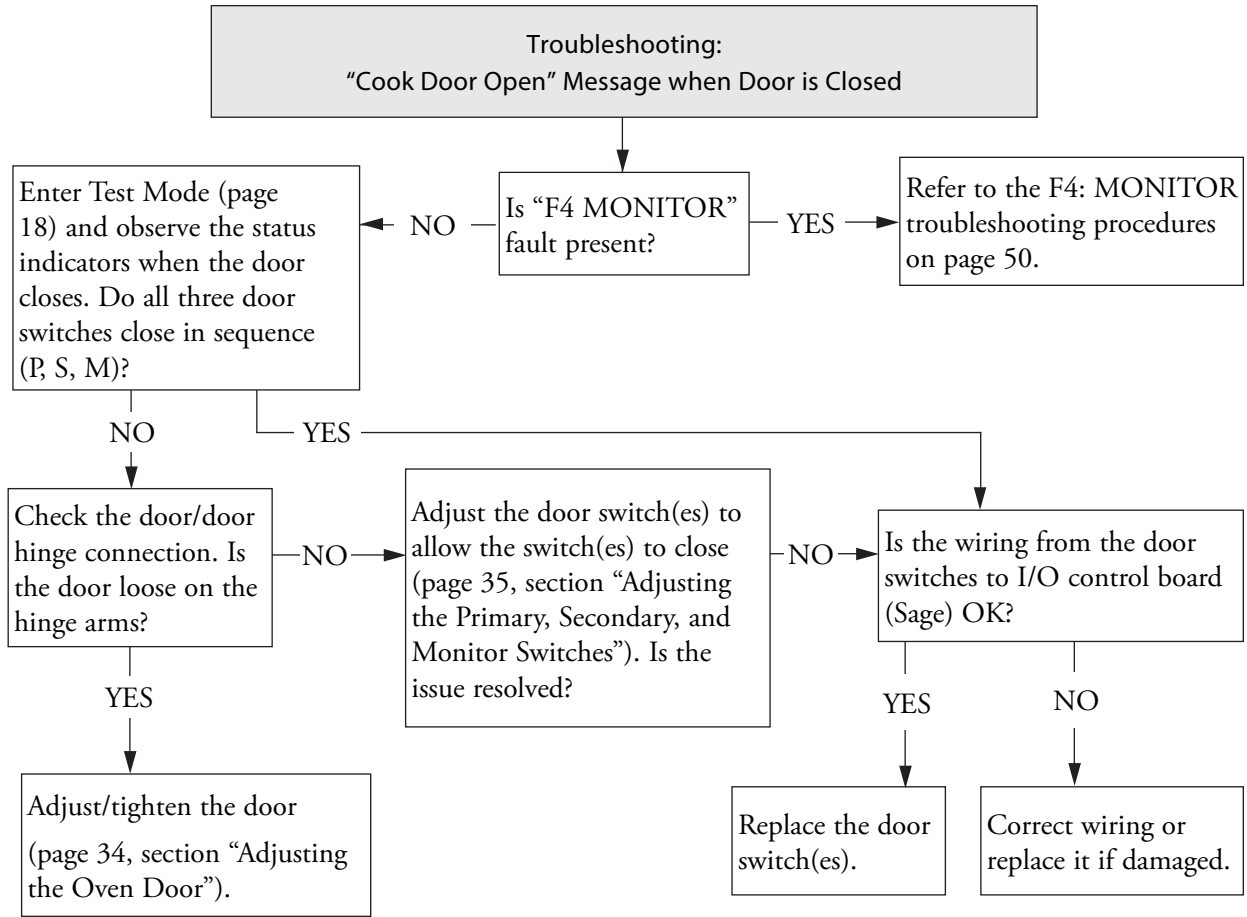 Troubleshooting:
“Cook Door Open” Message when Door is Closed
Is “F4 MONITOR”
fault present?
YES
Refer to the F4: MONITOR
troubleshooting procedures
on page 50.
NO
Enter Test Mode (page
18) and observe the status
indicators when the door
closes. Do all three door
switches close in sequence
(P, S, M)?
NO
YES
Check the door/door
hinge connection. Is
the door loose on the
hinge arms?
NO
Adjust the door switch(es) to
allow the switch(es) to close
(page 35, section “Adjusting
the Primary, Secondary, and
Monitor Switches”). Is the
issue resolved?
NO
Is the wiring from the door
switches to I/O control board
(Sage) OK?
YES
Adjust/tighten the door
(page 34, section “Adjusting
the Oven Door”).
YES
Replace the door
switch(es).
NO
Correct wiring or
replace it if damaged.